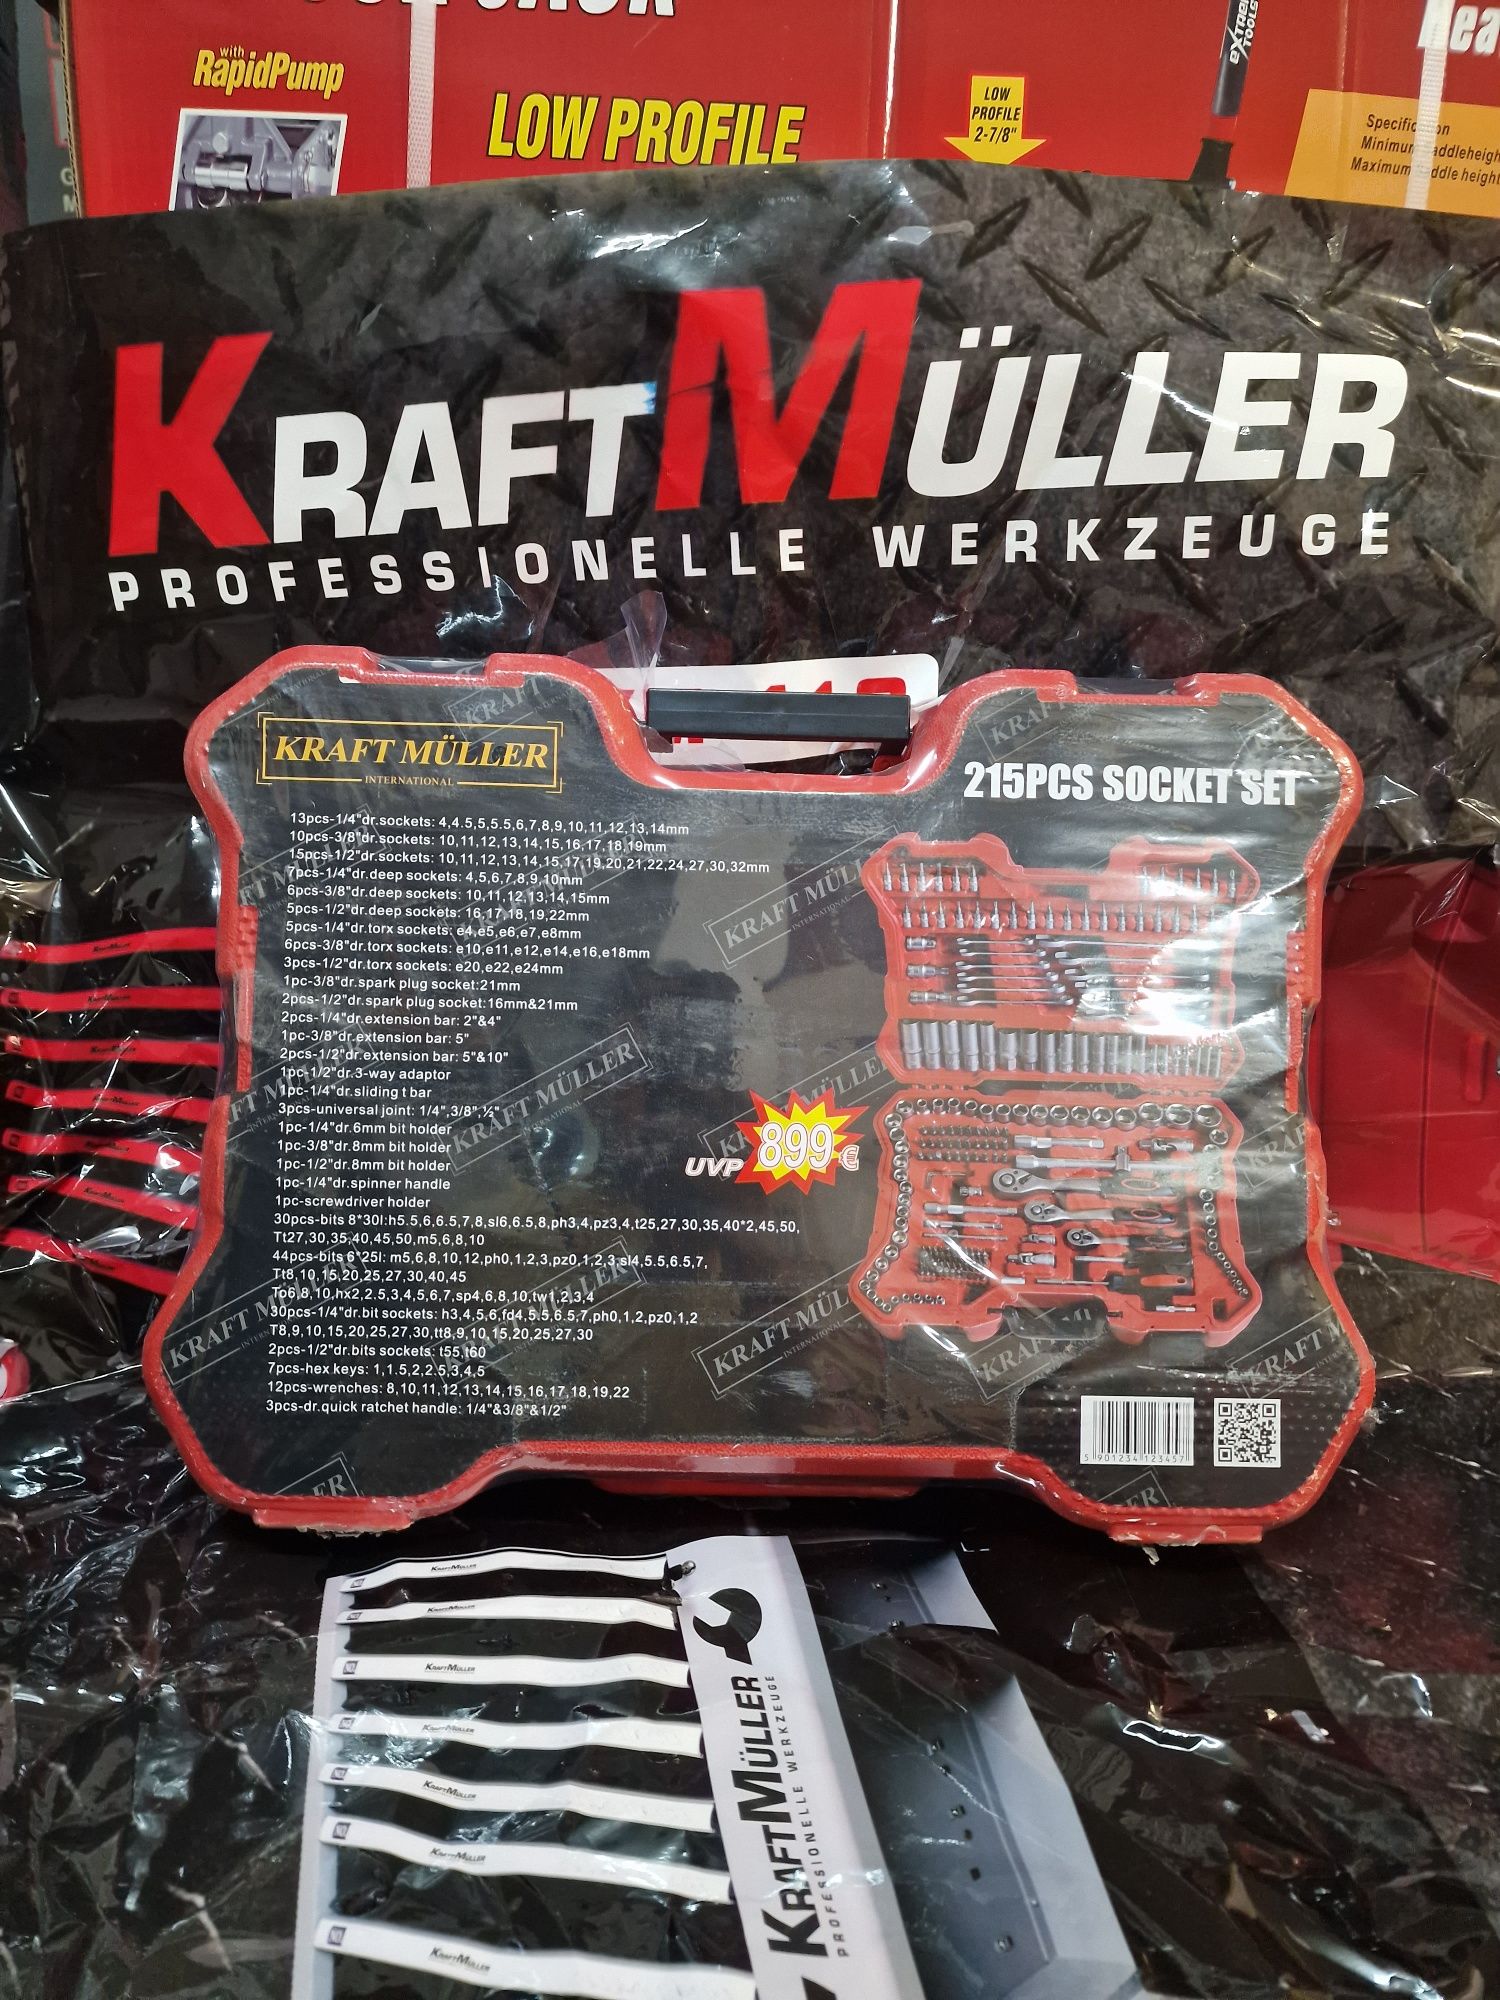 with
RapidPump
LOW PROFILE
LOW
PROFILE
2-7/8"
EXTREME
TOOLS
KRAFTMÜLLER
PROFESSIONELLE WERKZEUGE
KRAFT MÜLLER
INTERNATIONAL
215PCS SOCKET SET
13pcs-1/4"dr.sockets: 4,4.5,5,5.5,6,7,8,9,10,11,12,13,14mm
10pcs-3/8"dr.sockets: 10,11,12,13,14,15,16,17,18,19mm
15pcs-1/2"dr.sockets: 10,11,12,13,14,15,17,19,20,21,22,24,27,30,32mm
7pcs-1/4"dr.deep sockets: 4,5,6,7,8,9,10mm
6pcs-3/8"dr.deep sockets: 10,11,12,13,14,15mm
5pcs-1/2"dr.deep sockets: 16,17,18,19,22mm
5pcs-1/4"dr.torx sockets: e4,e5,e6,e7,e8mm
6pcs-3/8"dr.torx sockets: e10,e11,e12,e14,e16,e18mm
3pcs-1/2"dr.torx sockets: e20,e22,e24mm
1pc-3/8"dr.spark plug socket:21mm
2pcs-1/2"dr.spark plug socket:16mm&21mm
2pcs-1/4"dr.extension bar: 2"&4"
1pc-3/8"dr.extension bar: 5"
2pcs-1/2"dr.extension bar: 5"&10"
1pc-1/2"dr.3-way adaptor
1pc-1/4"dr.sliding t bar
3pcs-universal joint: 1/4",3/8",½"
1pc-1/4"dr.6mm bit holder
1pc-3/8"dr.8mm bit holder
1pc-1/2"dr.8mm bit holder
1pc-1/4"dr.spinner handle
1pc-screwdriver holder
30pcs-bits 8*30l:h5.5,6,6.5,7,8,sl6,6.5,8,ph3,4,pz3,4,t25,27,30,35,40*2,45,50,
Tt27,30,35,40,45,50,m5,6,8,10
44pcs-bits 6*25l: m5,6,8,10,12,ph0,1,2,3,pz0,1,2,3,sl4,5.5,6.5,7,
Tt8,10,15,20,25,27,30,40,45
Tp6,8,10,hx2,2.5,3,4,5,6,7,sp4,6,8,10,tw1,2,3,4
30pcs-1/4"dr.bit sockets: h3,4,5,6,fd4,5.5,6.5,7,ph0,1,2,pz0,1,2
T8,9,10,15,20,25,27,30,tt8,9,10,15,20,25,27,30
2pcs-1/2"dr.bits sockets: t55,t60
7pcs-hex keys: 1,1.5,2,2.5,3,4,5
12pcs-wrenches: 8,10,11,12,13,14,15,16,17,18,19,22
3pcs-dr.quick ratchet handle: 1/4"&3/8"&1/2"
UVP 899€
5 901234 123457
KRAFTMÜLLER
PROFESSIONELLE WERKZEUGE
KRAFTMÜLLER
KRAFTMÜLLER
KRAFTMÜLLER
KRAFTMÜLLER
KRAFTMÜLLER
KRAFTMÜLLER
KRAFTMÜLLER